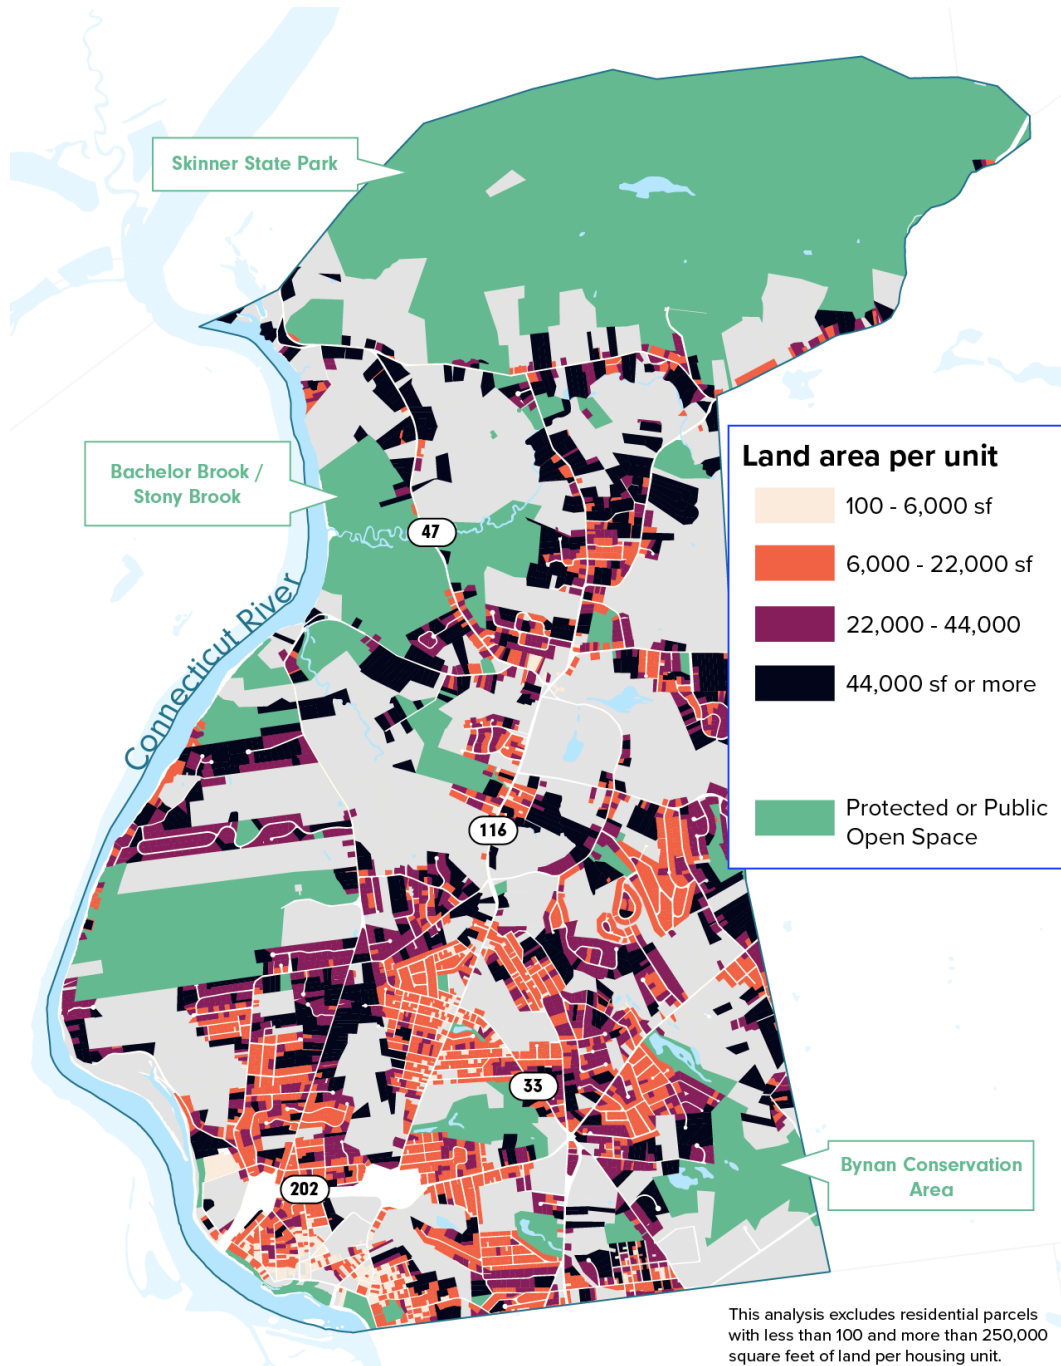 Skinner State Park
Bachelor Brook /
Stony Brook
47
Connecticut River
Land area per unit
100 - 6,000 sf
6,000 - 22,000 sf
22,000 - 44,000
44,000 sf or more
Protected or Public
Open Space
116
33
Bynan Conservation
Area
202
This analysis excludes residential parcels
with less than 100 and more than 250,000
square feet of land per housing unit.